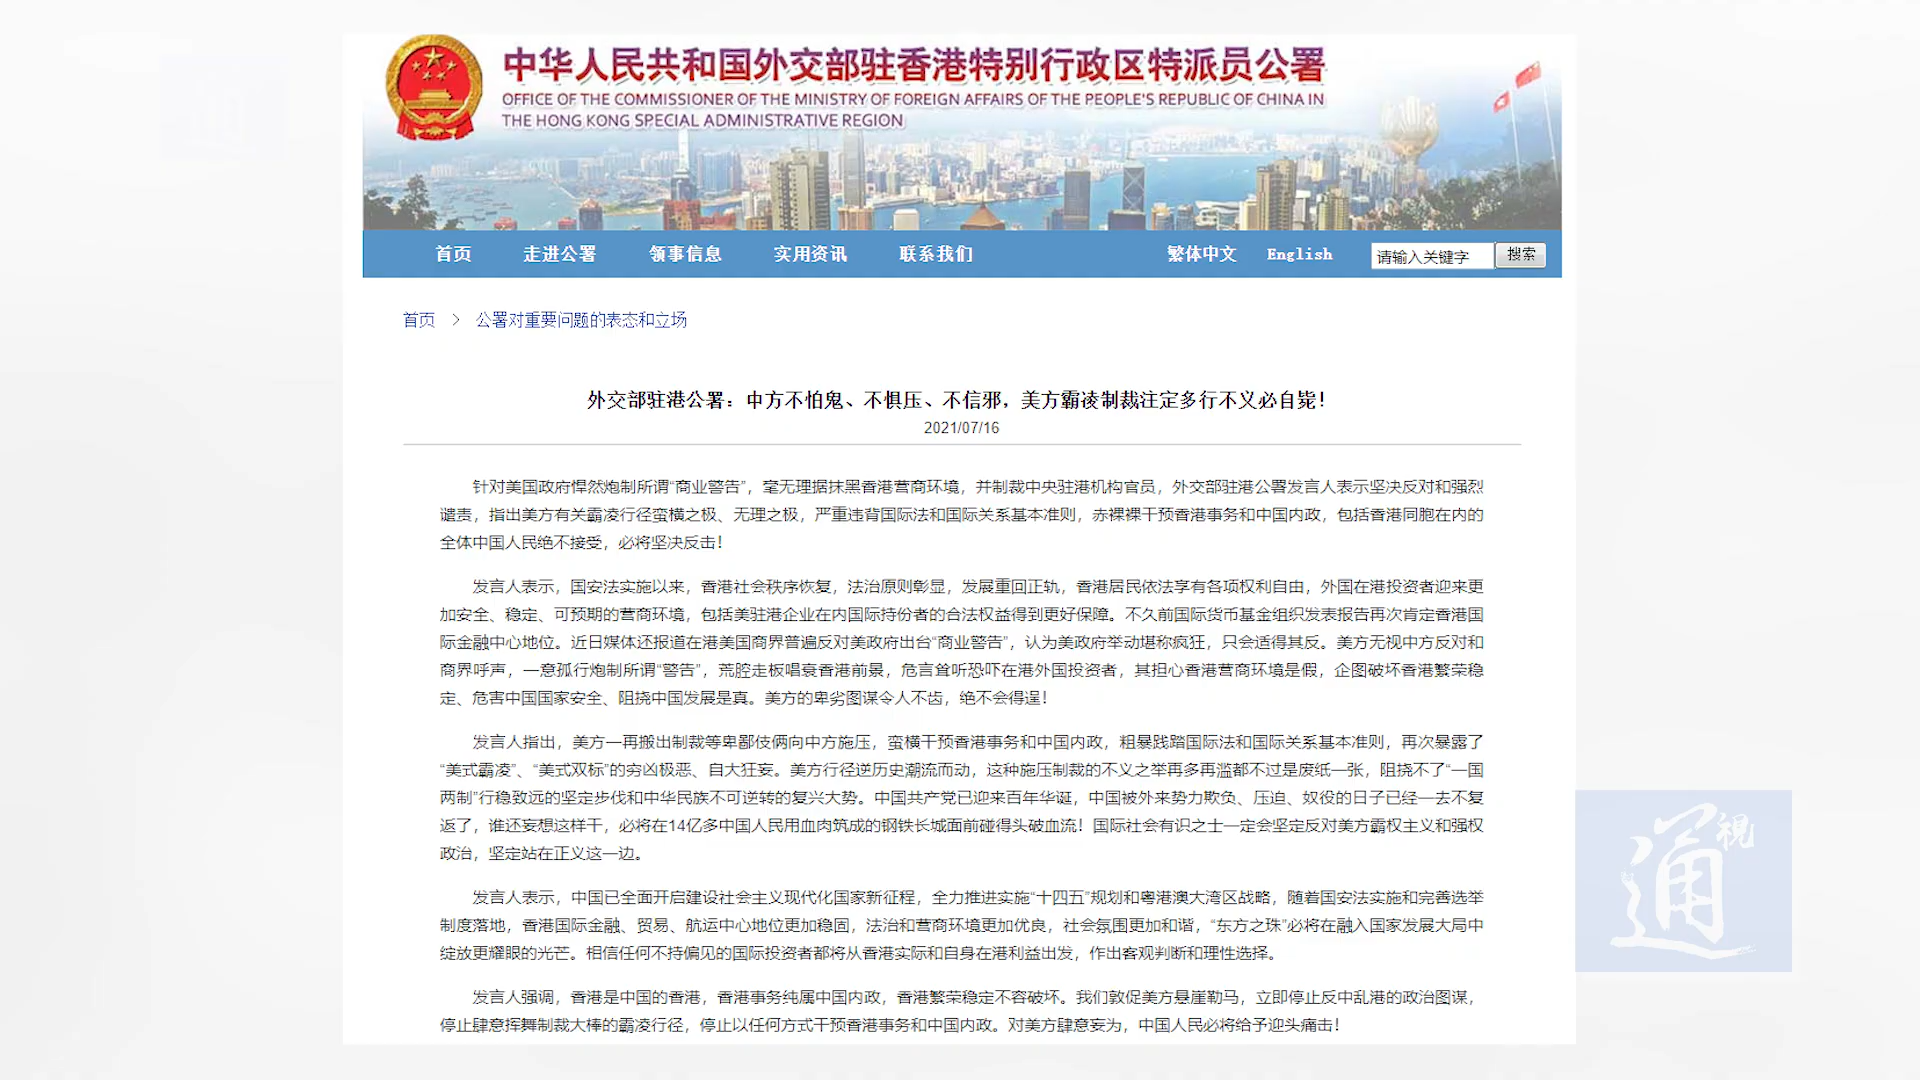 中华人民共和国外交部驻香港特别行政区特派员公署
OFFICE OF THE COMMISSIONER OF THE MINISTRY OF FOREIGN AFFAIRS OF THE PEOPLE'S REPUBLIC OF CHINA IN
THE HONG KONG SPECIAL ADMINISTRATIVE REGION
首页 走进公署 领事信息 实用资讯 联系我们 繁体中文 English 请输入关键字 搜索
首页 > 公署对重要问题的表态和立场
外交部驻港公署：中方不怕鬼、不惧压、不信邪，美方霸凌制裁注定多行不义必自毙！
2021/07/16
针对美国政府悍然炮制所谓“商业警告”，毫无理据抹黑香港营商环境，并制裁中央驻港机构官员，外交部驻港公署发言人表示坚决反对和强烈
谴责，指出美方有关霸凌行径蛮横之极、无理之极，严重违背国际法和国际关系基本准则，赤裸裸干预香港事务和中国内政，包括香港同胞在内的
全体中国人民绝不接受，必将坚决反击！
发言人表示，国安法实施以来，香港社会秩序恢复，法治原则彰显，发展重回正轨，香港居民依法享有各项权利自由，外国在港投资者迎来更
加安全、稳定、可预期的营商环境，包括美驻港企业在内国际持份者的合法权益得到更好保障。不久前国际货币基金组织发表报告再次肯定香港国
际金融中心地位。近日媒体还报道在港美国商界普遍反对美政府出台“商业警告”，认为美政府举动堪称疯狂，只会适得其反。美方无视中方反对和
商界呼声，一意孤行炮制所谓“警告”，荒腔走板唱衰香港前景，危言耸听恐吓在港外国投资者，其担心香港营商环境是假，企图破坏香港繁荣稳
定、危害中国国家安全、阻挠中国发展是真。美方的卑劣图谋令人不齿，绝不会得逞！
发言人指出，美方一再搬出制裁等卑鄙伎俩向中方施压，蛮横干预香港事务和中国内政，粗暴践踏国际法和国际关系基本准则，再次暴露了
“美式霸凌”、“美式双标”的穷凶极恶、自大狂妄。美方行径逆历史潮流而动，这种施压制裁的不义之举再多再滥都不过是废纸一张，阻挠不了“一国
两制”行稳致远的坚定步伐和中华民族不可逆转的复兴大势。中国共产党已迎来百年华诞，中国被外来势力欺负、压迫、奴役的日子已经一去不复
返了，谁还妄想这样干，必将在14亿多中国人民用血肉筑成的钢铁长城面前碰得头破血流！国际社会有识之士一定会坚定反对美方霸权主义和强权
政治，坚定站在正义这一边。
发言人表示，中国已全面开启建设社会主义现代化国家新征程，全力推进实施“十四五”规划和粤港澳大湾区战略，随着国安法实施和完善选举
制度落地，香港国际金融、贸易、航运中心地位更加稳固，法治和营商环境更加优良，社会氛围更加和谐，“东方之珠”必将在融入国家发展大局中
绽放更耀眼的光芒。相信任何不持偏见的国际投资者都将从香港实际和自身在港利益出发，作出客观判断和理性选择。
发言人强调，香港是中国的香港，香港事务纯属中国内政，香港繁荣稳定不容破坏。我们敦促美方悬崖勒马，立即停止反中乱港的政治图谋，
停止肆意挥舞制裁大棒的霸凌行径，停止以任何方式干预香港事务和中国内政。对美方肆意妄为，中国人民必将给予迎头痛击！
通視